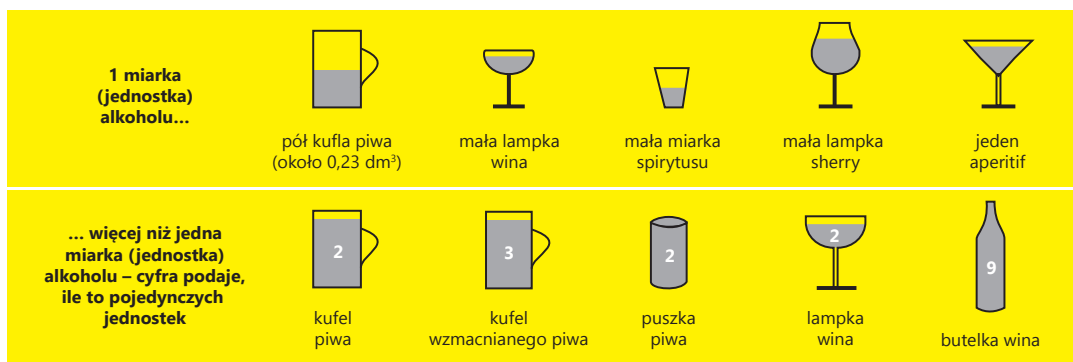 1 miarka
(jednostka)
alkoholu...
pół kufla piwa
(około 0,23 dm³)
mała lampka
wina
mała miarka
spirytusu
mała lampka
sherry
jeden
aperitif
... więcej niż jedna
miarka (jednostka)
alkoholu – cyfra podaje,
ile to pojedynczych
jednostek
2
kufel
piwa
3
kufel
wzmacnianego piwa
2
puszka
piwa
2
lampka
wina
9
butelka wina